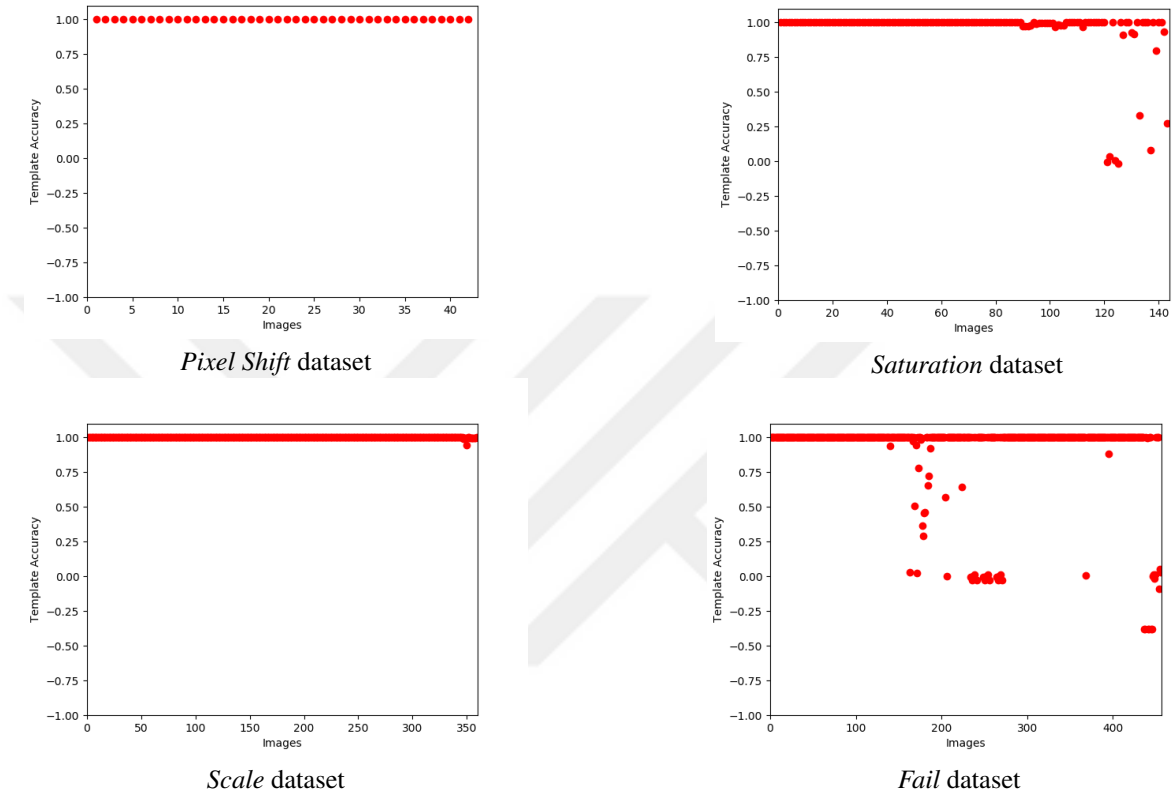 1.00
0.75
0.50
0.25
0.00
−0.25
−0.50
−0.75
−1.00
Template Accuracy
0 5 10 15 20 25 30 35 40
Images
Pixel Shift dataset
1.00
0.75
0.50
0.25
0.00
−0.25
−0.50
−0.75
−1.00
Template Accuracy
0 20 40 60 80 100 120 140
Images
Saturation dataset
1.00
0.75
0.50
0.25
0.00
−0.25
−0.50
−0.75
−1.00
Template Accuracy
0 50 100 150 200 250 300 350
Images
Scale dataset
1.00
0.75
0.50
0.25
0.00
−0.25
−0.50
−0.75
−1.00
Template Accuracy
0 100 200 300 400
Images
Fail dataset